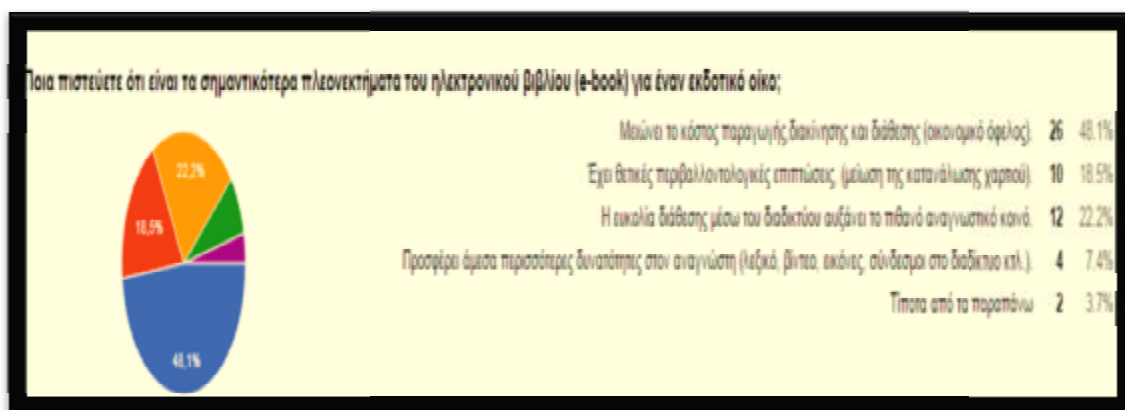 Ποια πιστεύετε ότι είναι τα σημαντικότερα πλεονεκτήματα του ηλεκτρονικού βιβλίου (e-book) για έναν εκδοτικό οίκο;
Μειώνει το κόστος παραγωγής, διακίνησης και διάθεσης (οικονομικό όφελος). 26 48.1%
Έχει θετικές περιβαλλοντολογικές επιπτώσεις, (μείωση της κατανάλωσης χαρτιού). 10 18.5%
Η ευκολία διάθεσης μέσω του διαδικτύου αυξάνει το πιθανό αναγνωστικό κοινό. 12 22.2%
Προσφέρει άμεσα περισσότερες δυνατότητες στον αναγνώστη (λεξικό, βίντεο, εικόνες, σύνδεσμοι στο διαδίκτυο κτλ.). 4 7.4%
Τίποτα από τα παραπάνω 2 3.7%
22,2%
18,5%
48,1%